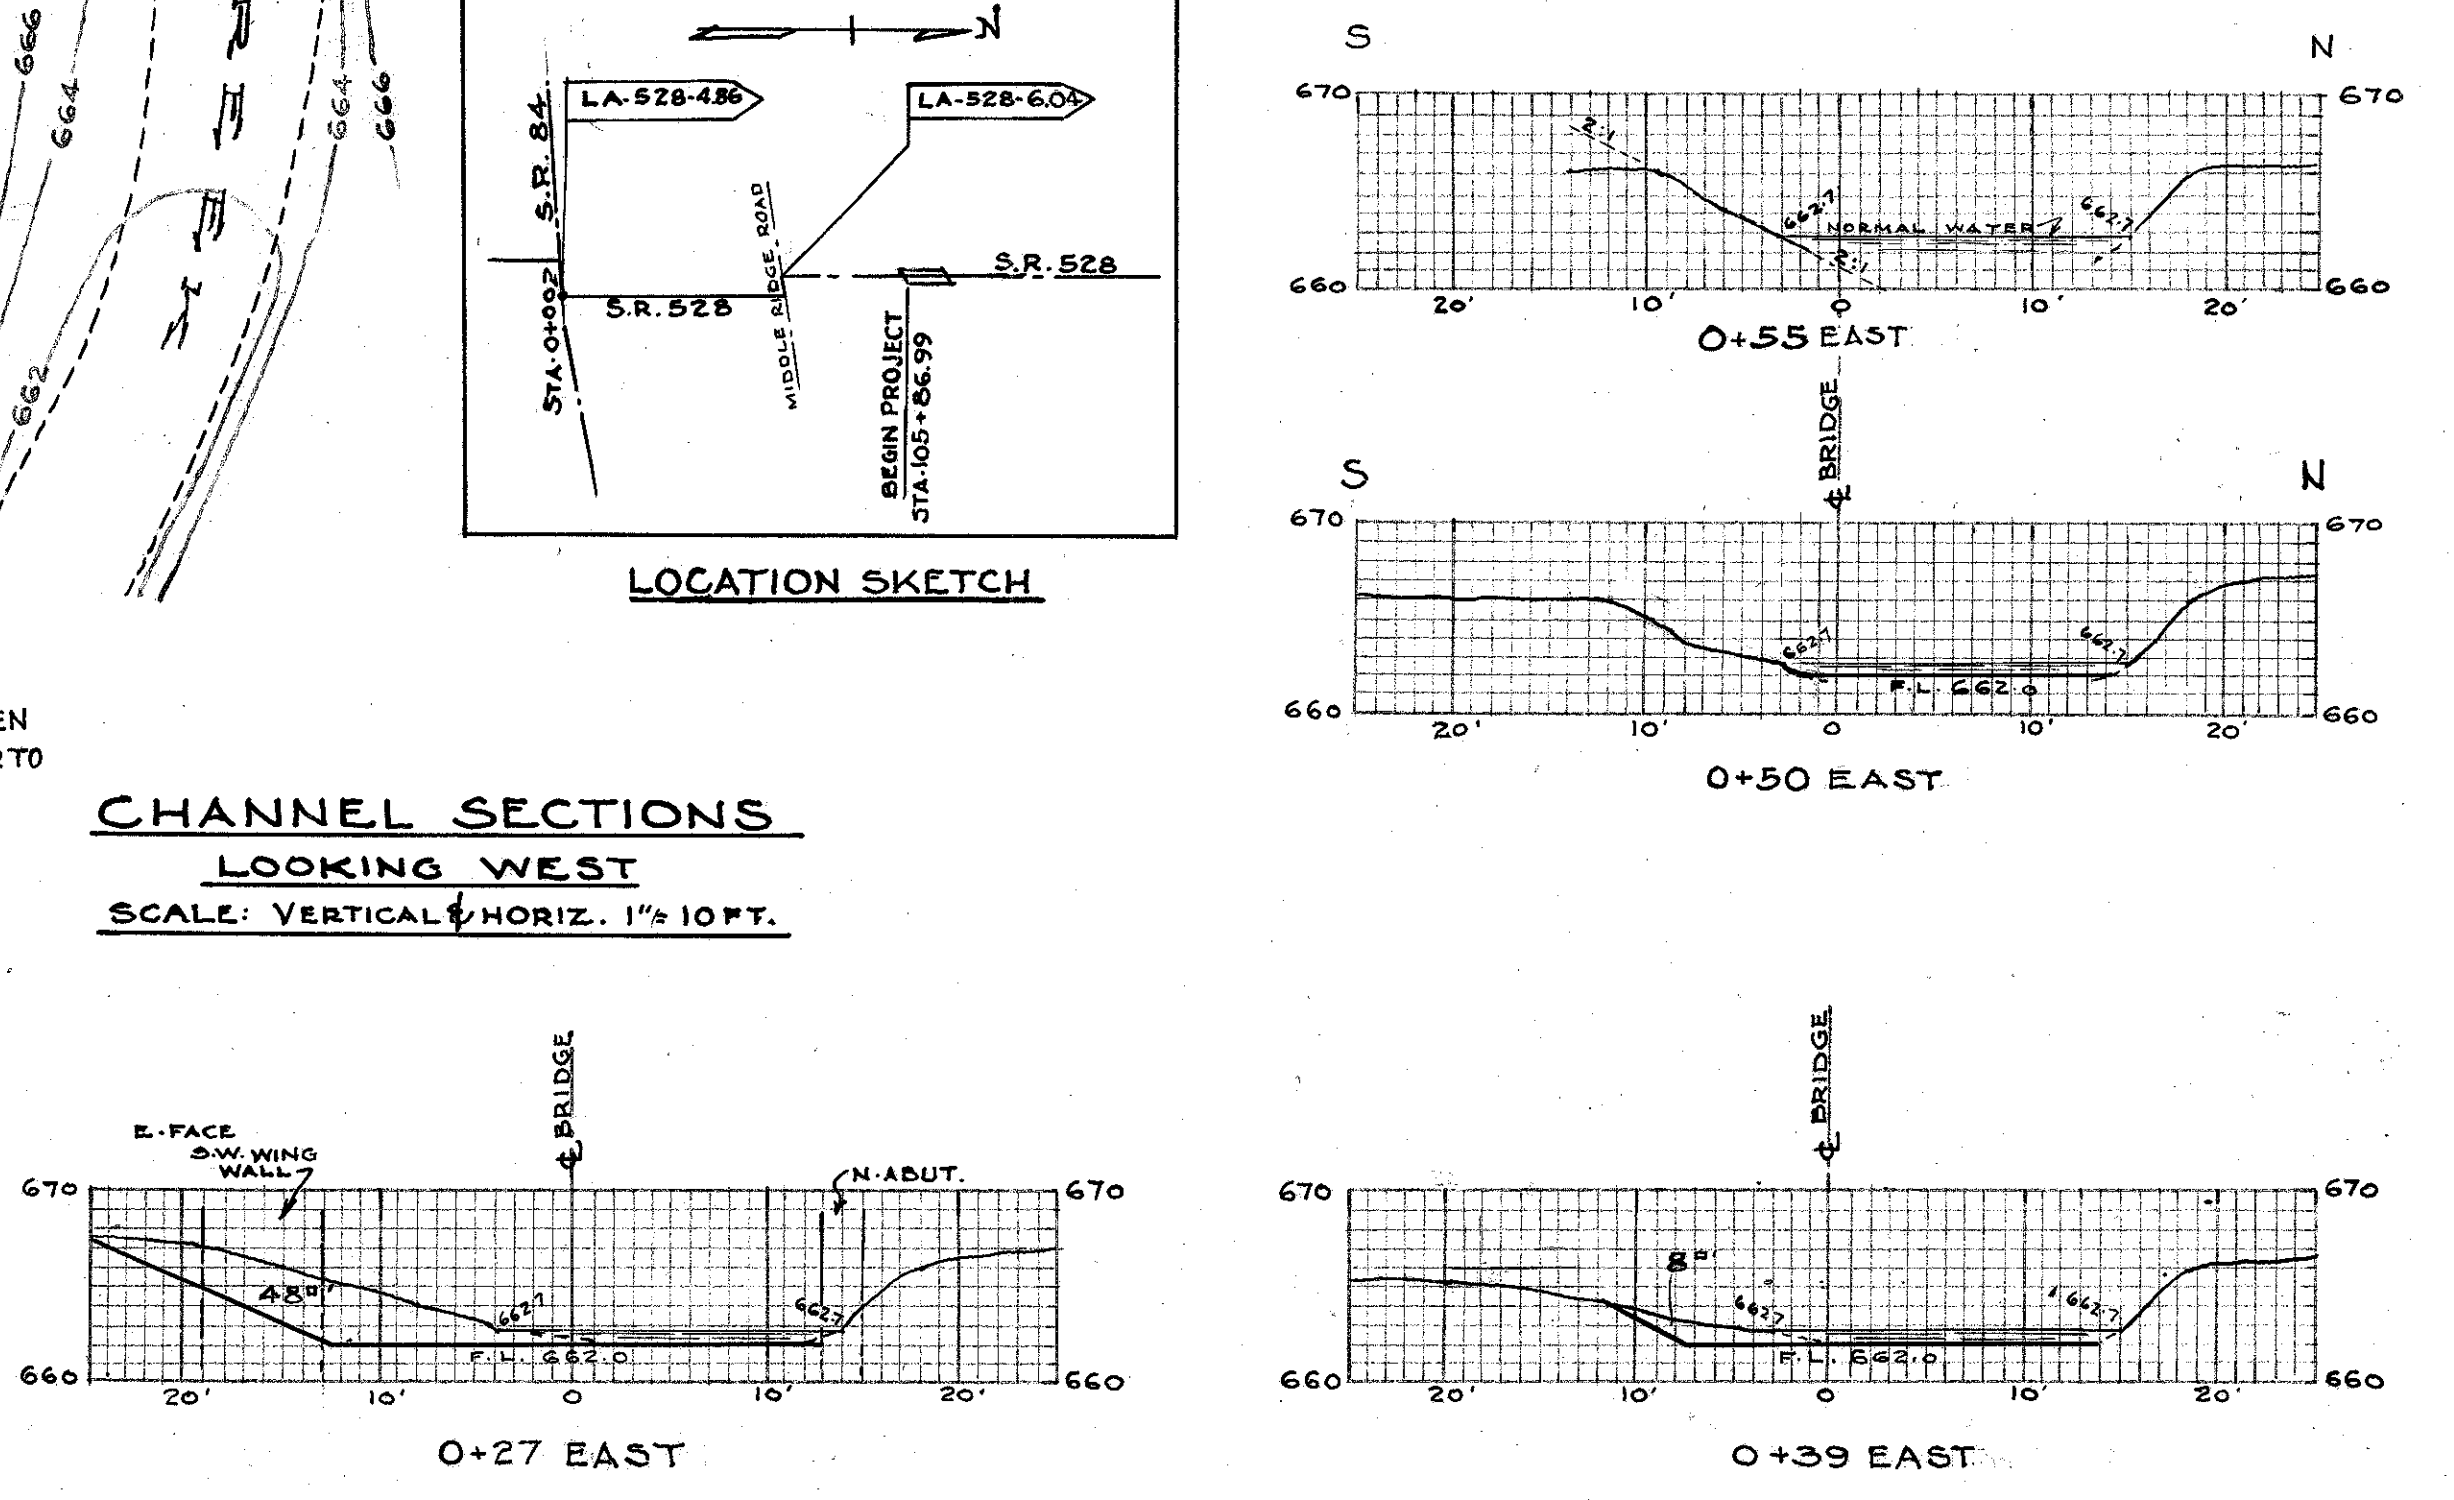 666
664
664
666
662
N
LA-528-4.86
LA-528-6.04
S.R. 84
STA-0+002
S.R. 528
MIDDLE RIDGE ROAD
S.R. 528
BEGIN PROJECT
STA-105+86.99
LOCATION SKETCH
EN
TO
CHANNEL SECTIONS
LOOKING WEST
SCALE: VERTICAL & HORIZ. 1"= 10 FT.
S N
670 670
2:1
662.7 NORMAL WATER 662.7
2:1
660 660
20' 10' 0 10' 20'
0+55 EAST
℄ BRIDGE
S N
670 670
662.7 662.7
F.L. 662.0
660 660
20' 10' 0 10' 20'
0+50 EAST
℄ BRIDGE
E.FACE
S.W. WING
WALL
N.ABUT.
670 670
48□'
662.7 662.7
F.L. 662.0
660 660
20' 10' 0 10' 20'
0+27 EAST
℄ BRIDGE
670 670
8□'
662.7 662.7
F.L. 662.0
660 660
20' 10' 0 10' 20'
0+39 EAST